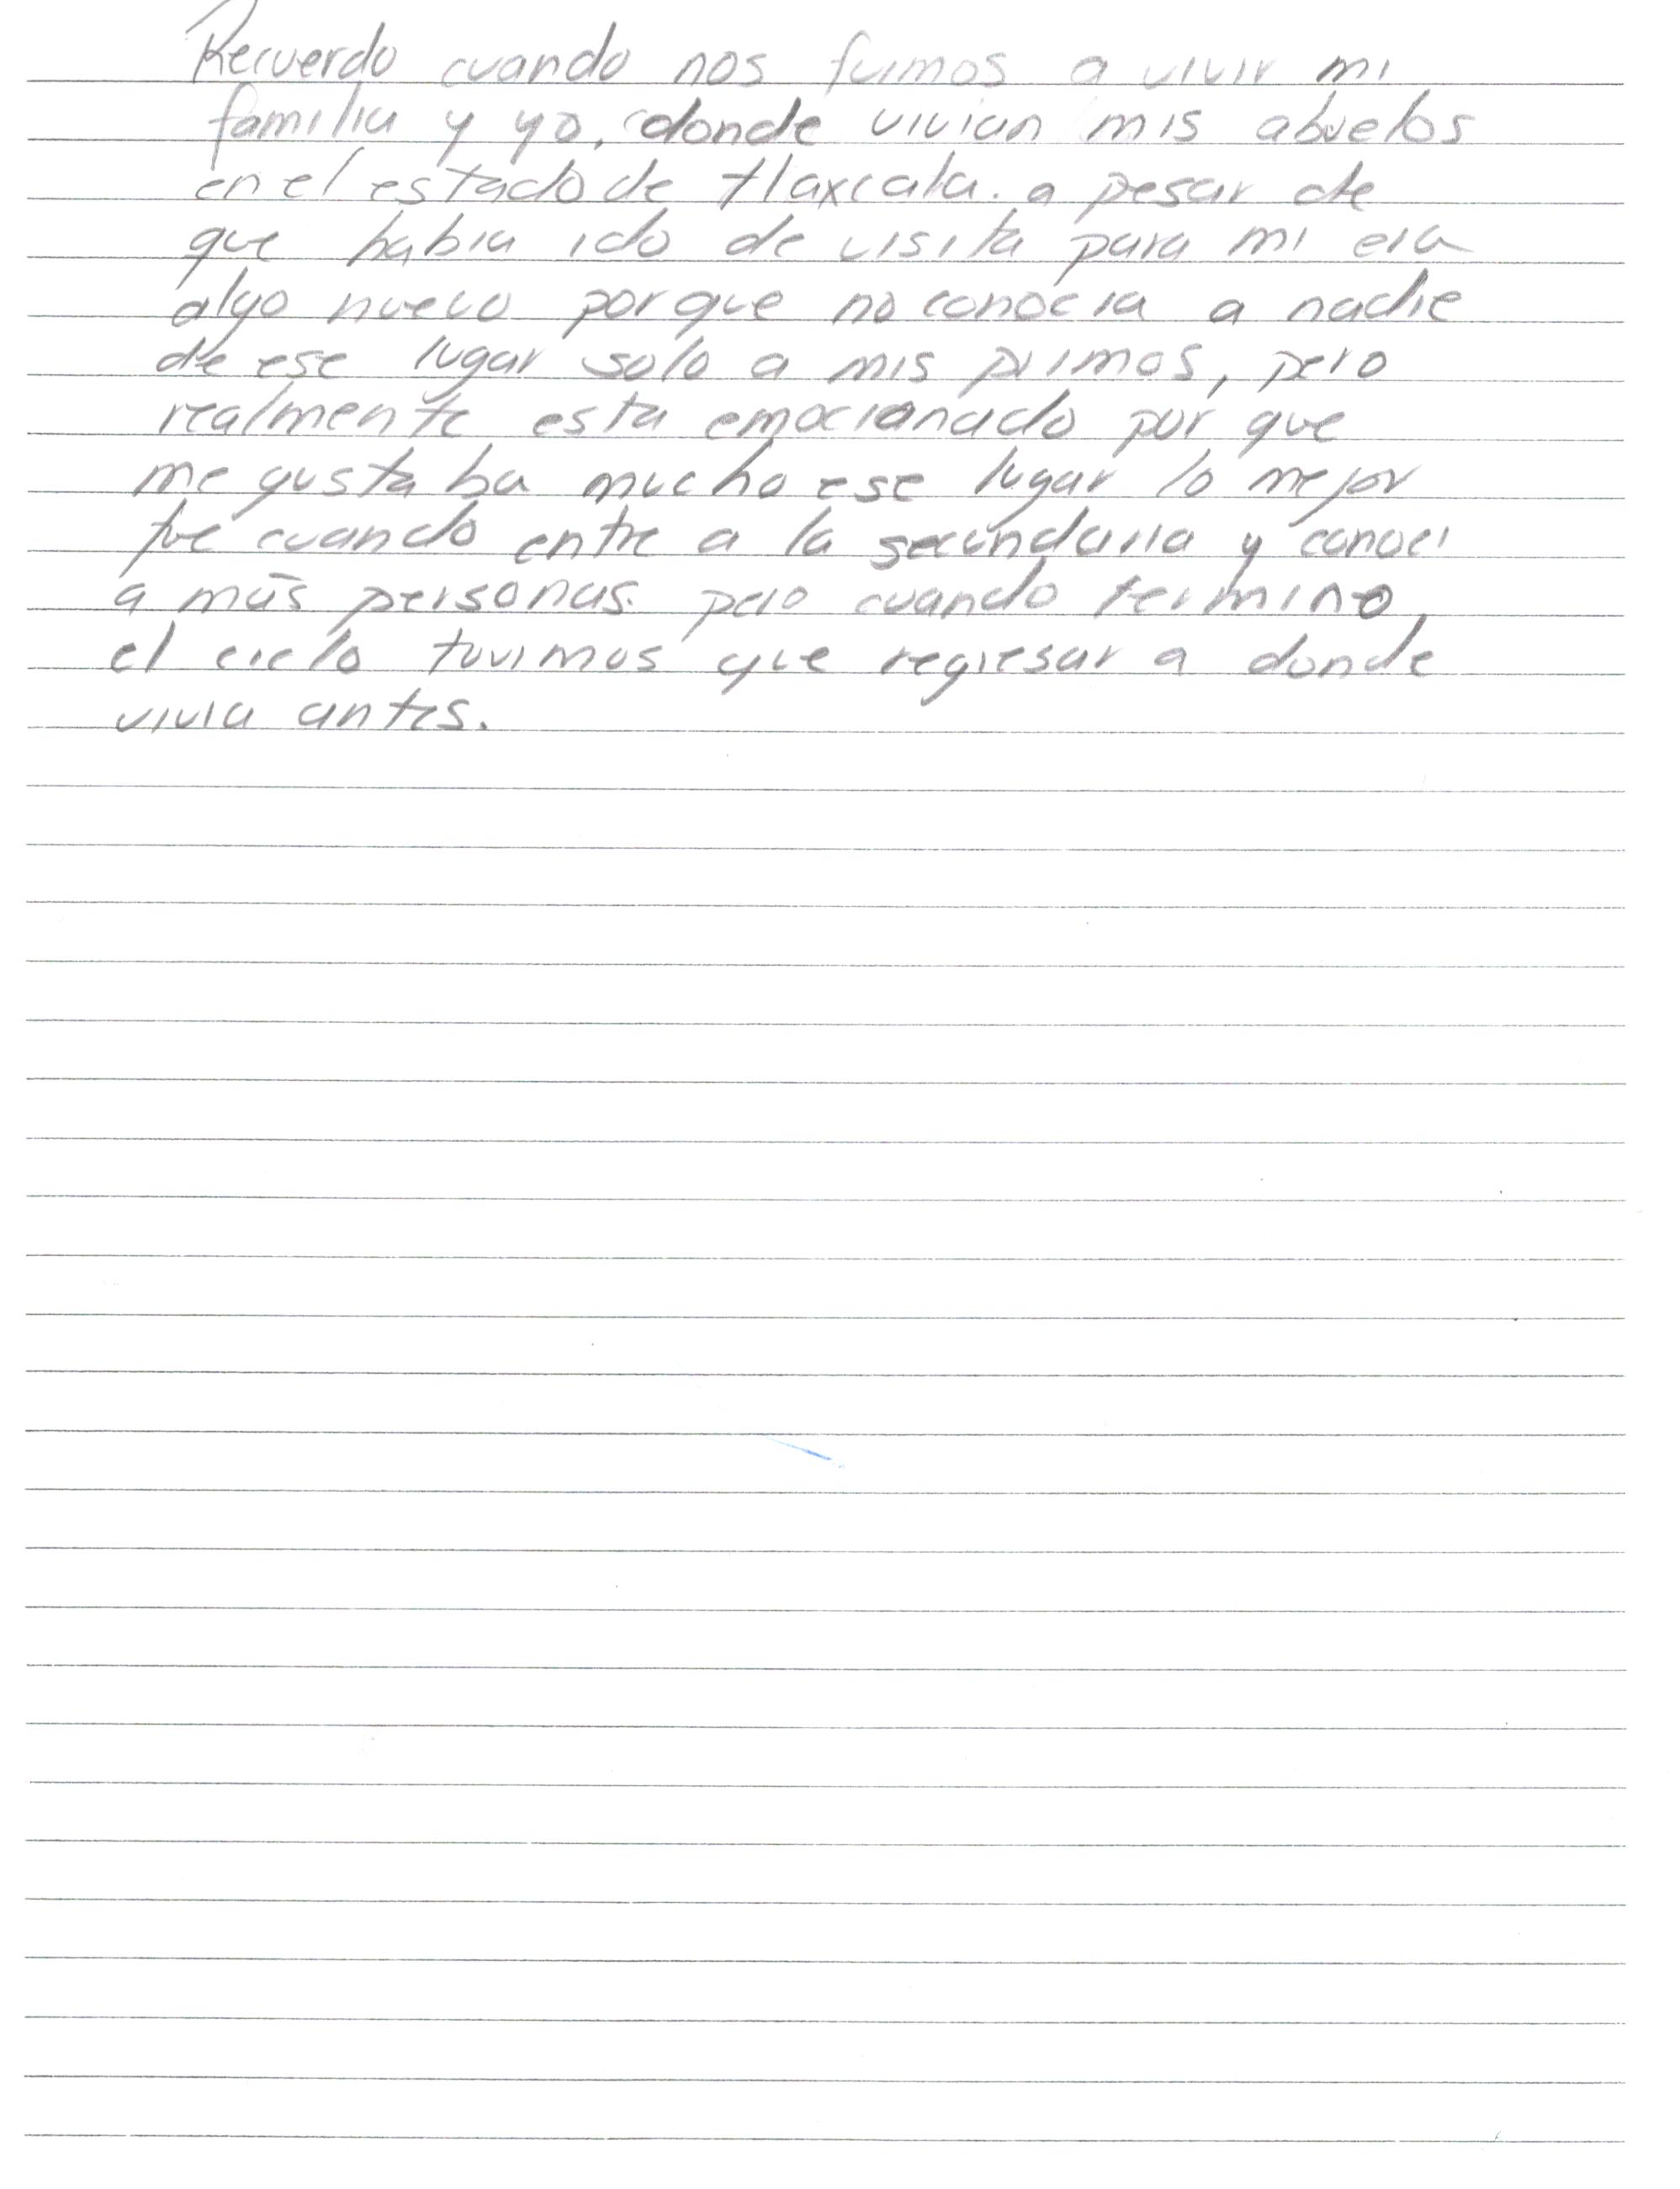 Recuerdo cuando nos fuimos a vivir mi
familia y yo, donde vivian mis abuelos
en el estado de tlaxcala. a pesar de
que habia ido de visita para mi era
algo nuevo porque no conocia a nadie
de ese lugar solo a mis primos, pero
realmente esta emocionado por que
me gustaba mucho ese lugar lo mejor
fue cuando entre a la secundaria y conoci
a más personas. pero cuando termino
el ciclo tuvimos que regresar a donde
vivia antes.